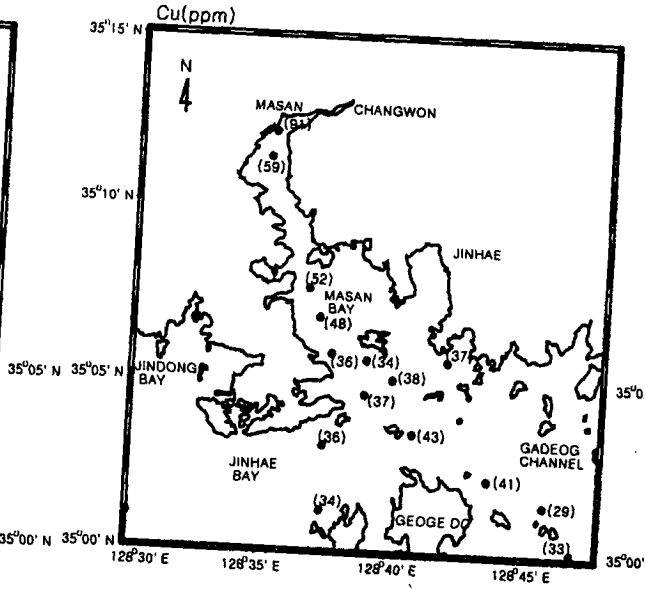 Cu(ppm)
35°15' N
N
MASAN
CHANGWON
(91)
(59)
35°10' N
JINHAE
(52)
MASAN
BAY
(48)
(36)
(34)
(37)
35°05' N
35°05' N
JINDONG
BAY
(38)
35°0
(37)
(36)
(43)
GADEOG
CHANNEL
JINHAE
BAY
(41)
(34)
(29)
GEOGE DO
(33)
35°00' N
35°00' N
35°00'
128°30' E
128°35' E
128°40' E
128°45' E